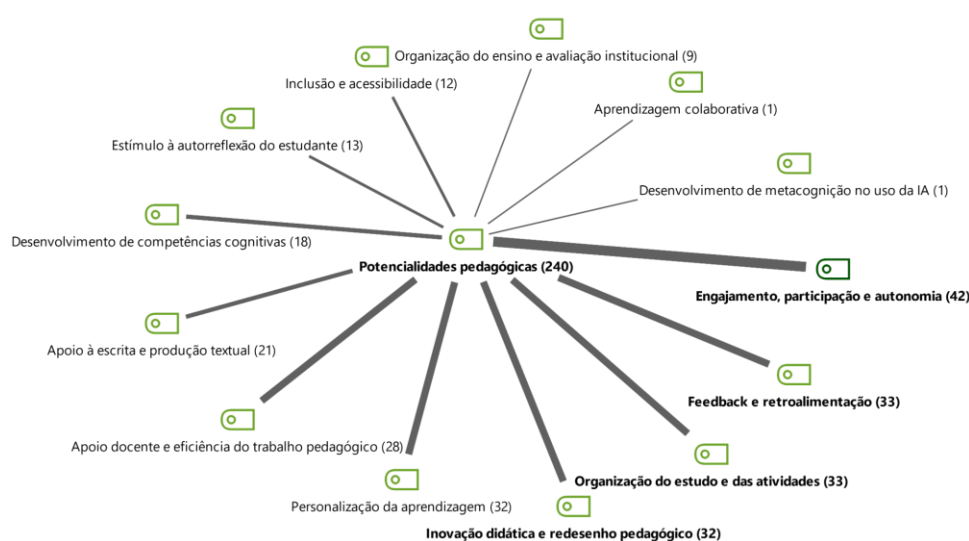 Organização do ensino e avaliação institucional (9)
Inclusão e acessibilidade (12)
Aprendizagem colaborativa (1)
Estímulo à autorreflexão do estudante (13)
Desenvolvimento de metacognição no uso da IA (1)
Desenvolvimento de competências cognitivas (18)
Potencialidades pedagógicas (240)
Engajamento, participação e autonomia (42)
Apoio à escrita e produção textual (21)
Feedback e retroalimentação (33)
Apoio docente e eficiência do trabalho pedagógico (28)
Organização do estudo e das atividades (33)
Personalização da aprendizagem (32)
Inovação didática e redesenho pedagógico (32)